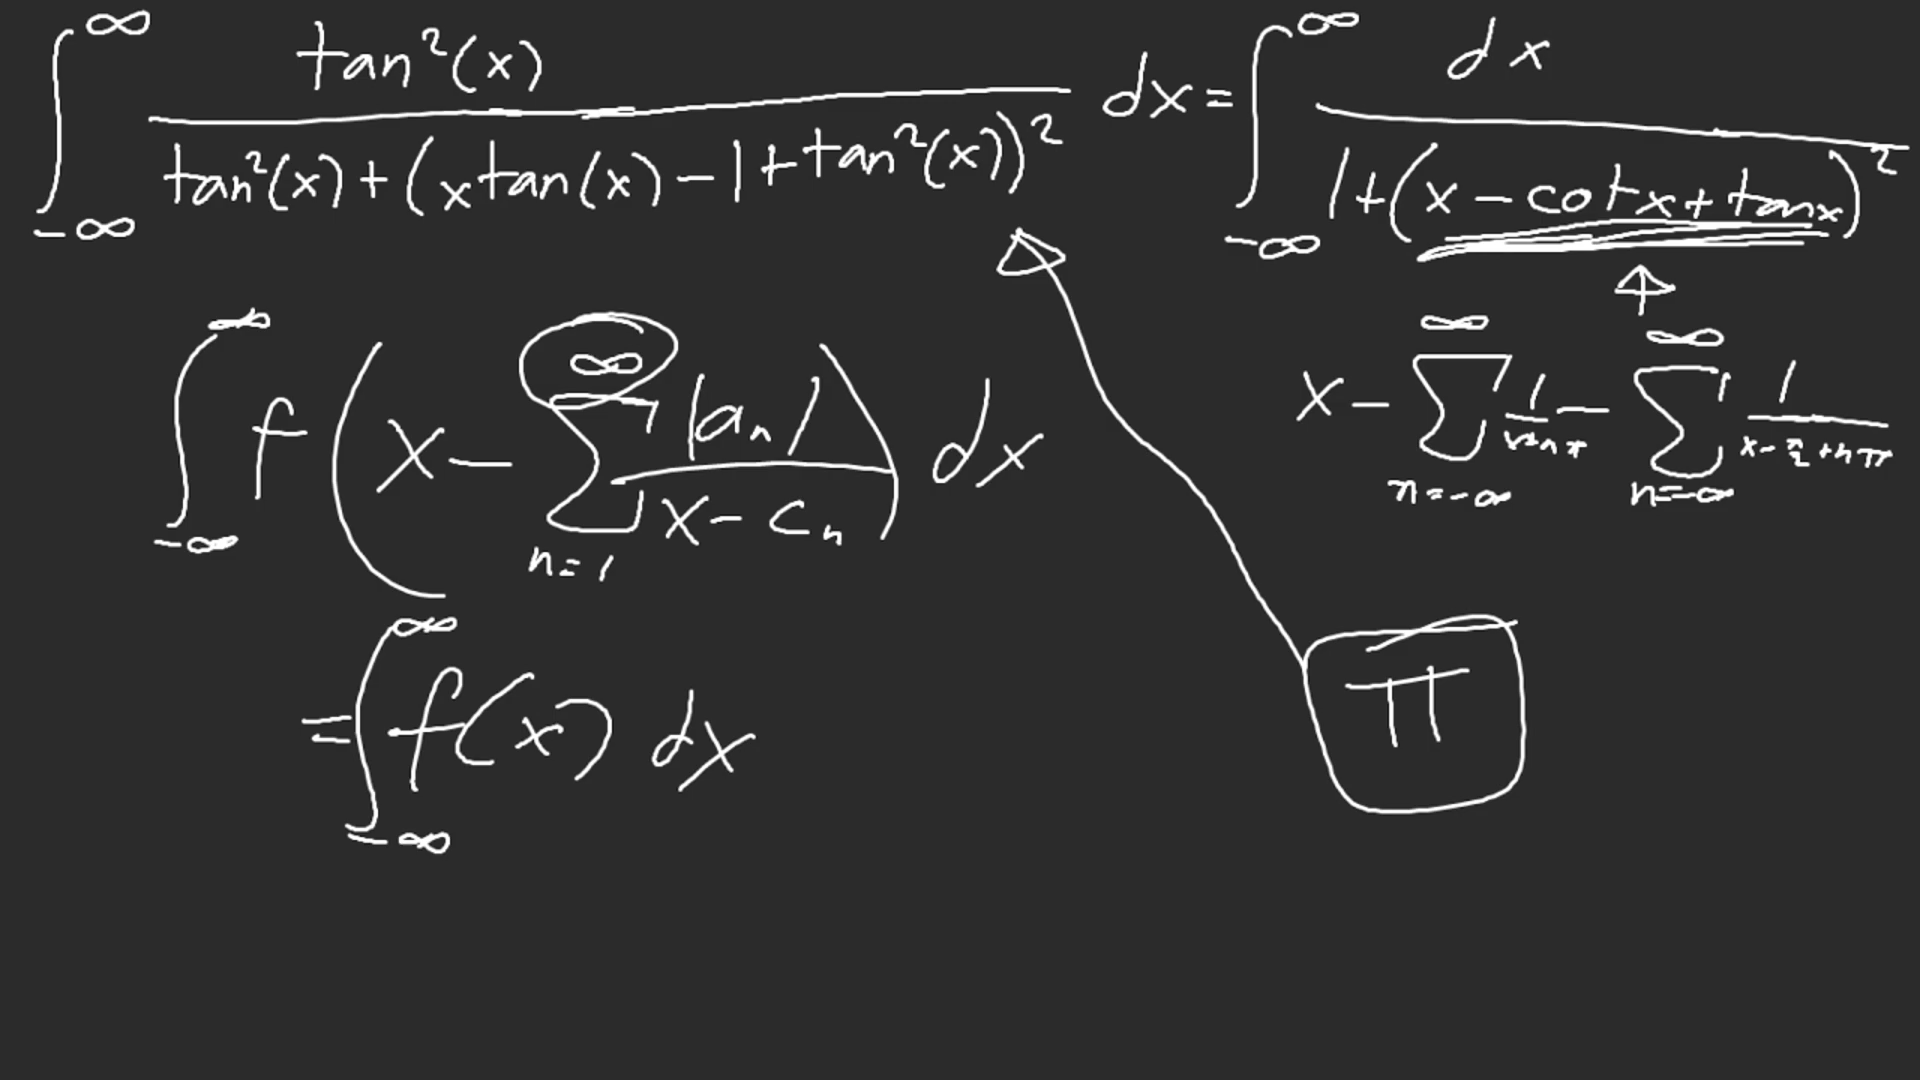 ∫_{-∞}^{∞} tan²(x) / (tan²(x) + (x tan(x) - 1 + tan²(x))²) dx = ∫_{-∞}^{∞} dx / (1 + (x - cot x + tan x)²)
∫_{-∞}^{∞} f(x - ∑_{n=1}^{∞} |a_n| / (x - c_n)) dx
x - ∑_{n=-∞}^{∞} 1/(x+nπ) - ∑_{n=-∞}^{∞} 1/(x - π/2 + nπ)
= ∫_{-∞}^{∞} f(x) dx
π